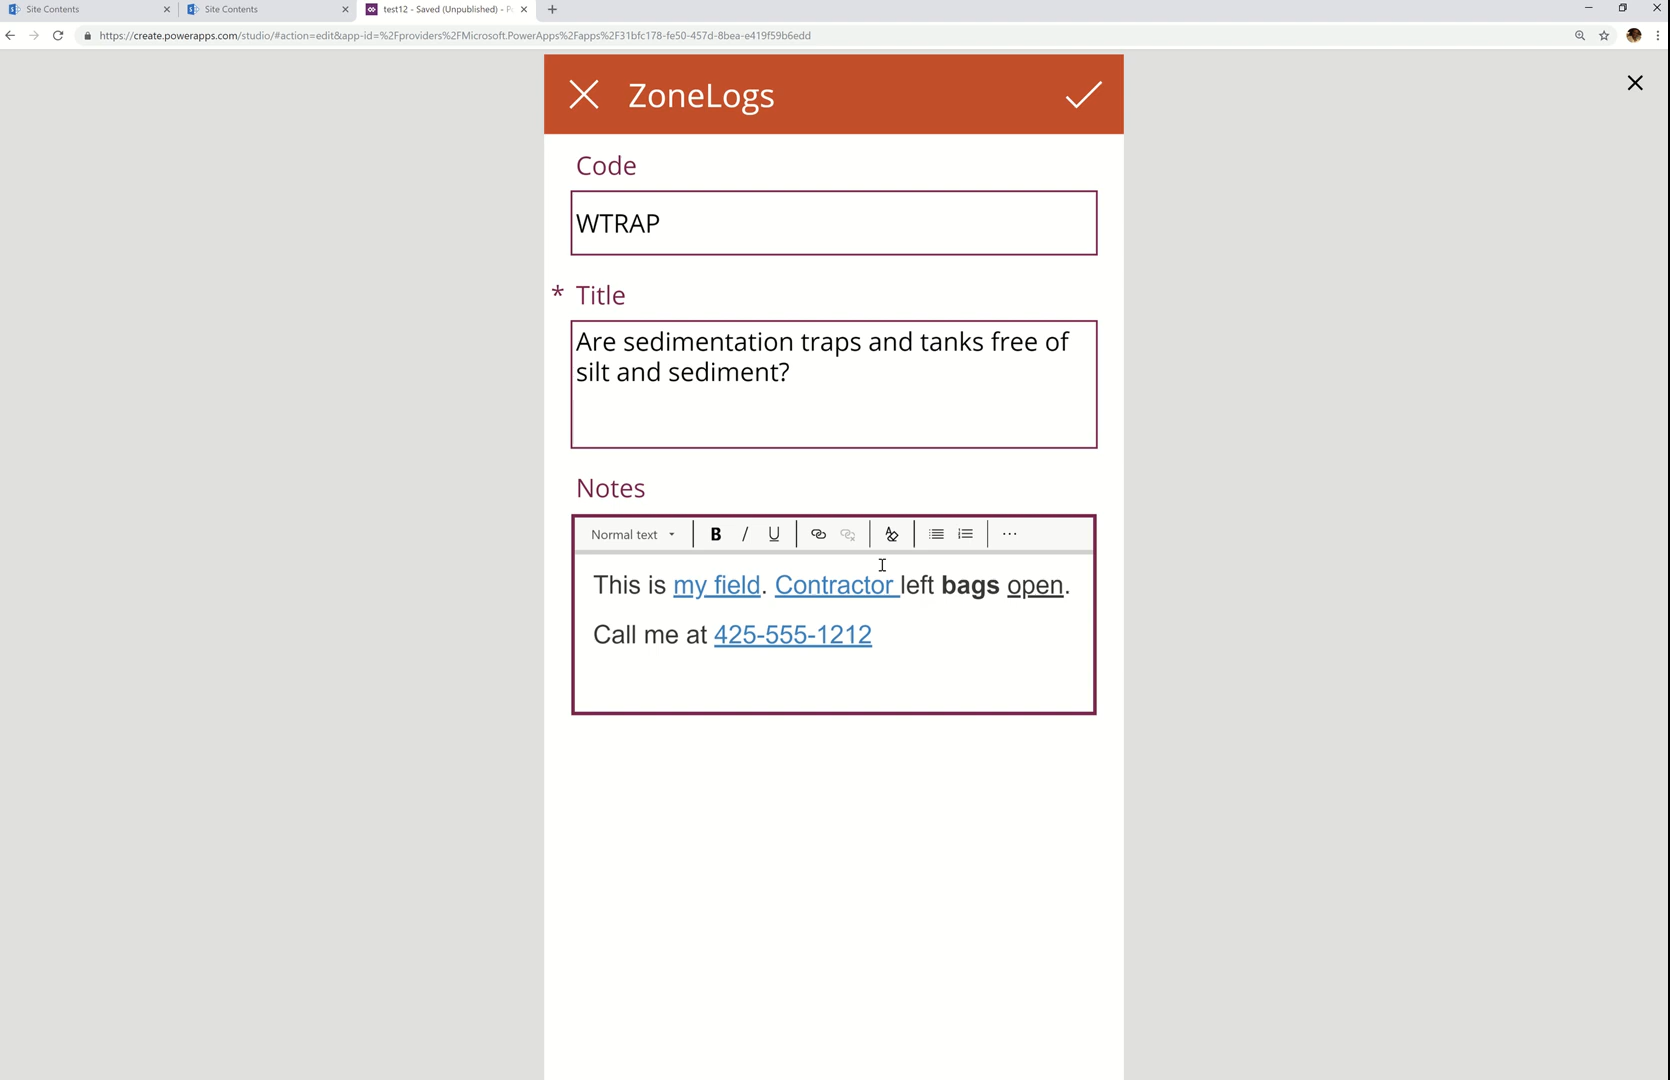 Site Contents
Site Contents
test12 - Saved (Unpublished) - P
https://create.powerapps.com/studio/#action=edit&app-id=%2Fproviders%2FMicrosoft.PowerApps%2Fapps%2F31bfc178-fe50-457d-8bea-e419f59b6edd
ZoneLogs
Code
WTRAP
* Title
Are sedimentation traps and tanks free of
silt and sediment?
Notes
Normal text B I U ...
This is my field. Contractor left bags open.
Call me at 425-555-1212